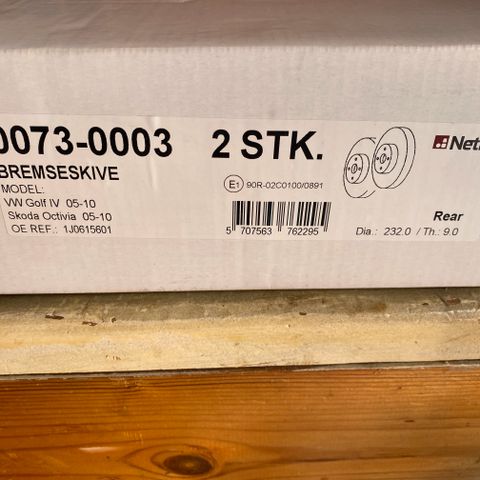 0073-0003 2 STK.
BREMSESKIVE
MODEL:
VW Golf IV 05-10
Skoda Octivia 05-10
OE REF.: 1J0615601
E1 90R-02C0100/0891
5 707563 762295
Rear
Dia.: 232.0 / Th.: 9.0